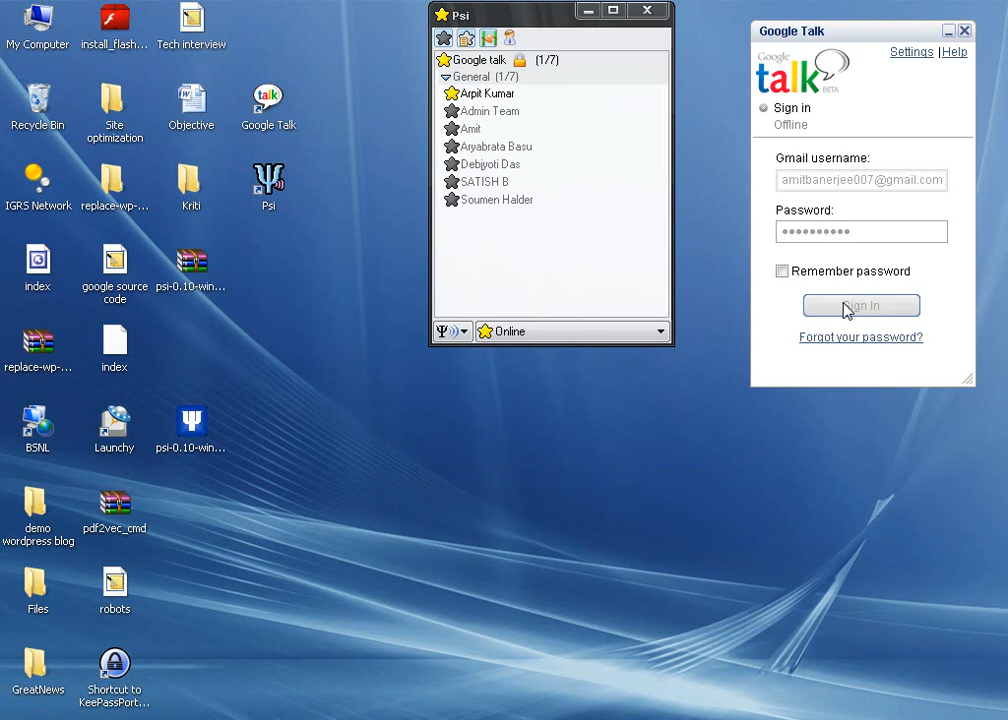 My Computer
install_flash...
Tech interview
Recycle Bin
Site
optimization
Objective
talk
Google Talk
IGRS Network
replace-wp-...
Kriti
Psi
index
google source
code
psi-0.10-win...
replace-wp-...
index
BSNL
Launchy
psi-0.10-win...
demo
wordpress blog
pdf2vec_cmd
Files
robots
GreatNews
Shortcut to
KeePassPort...
Psi
Google talk (1/7)
General (1/7)
Arpit Kumar
Admin Team
Amit
Aryabrata Basu
Debjyoti Das
SATISH B
Soumen Halder
Online
Google Talk
Settings | Help
Google
talk
BETA
Sign in
Offline
Gmail username:
amitbanerjee007@gmail.com
Password:
Remember password
Sign In
Forgot your password?